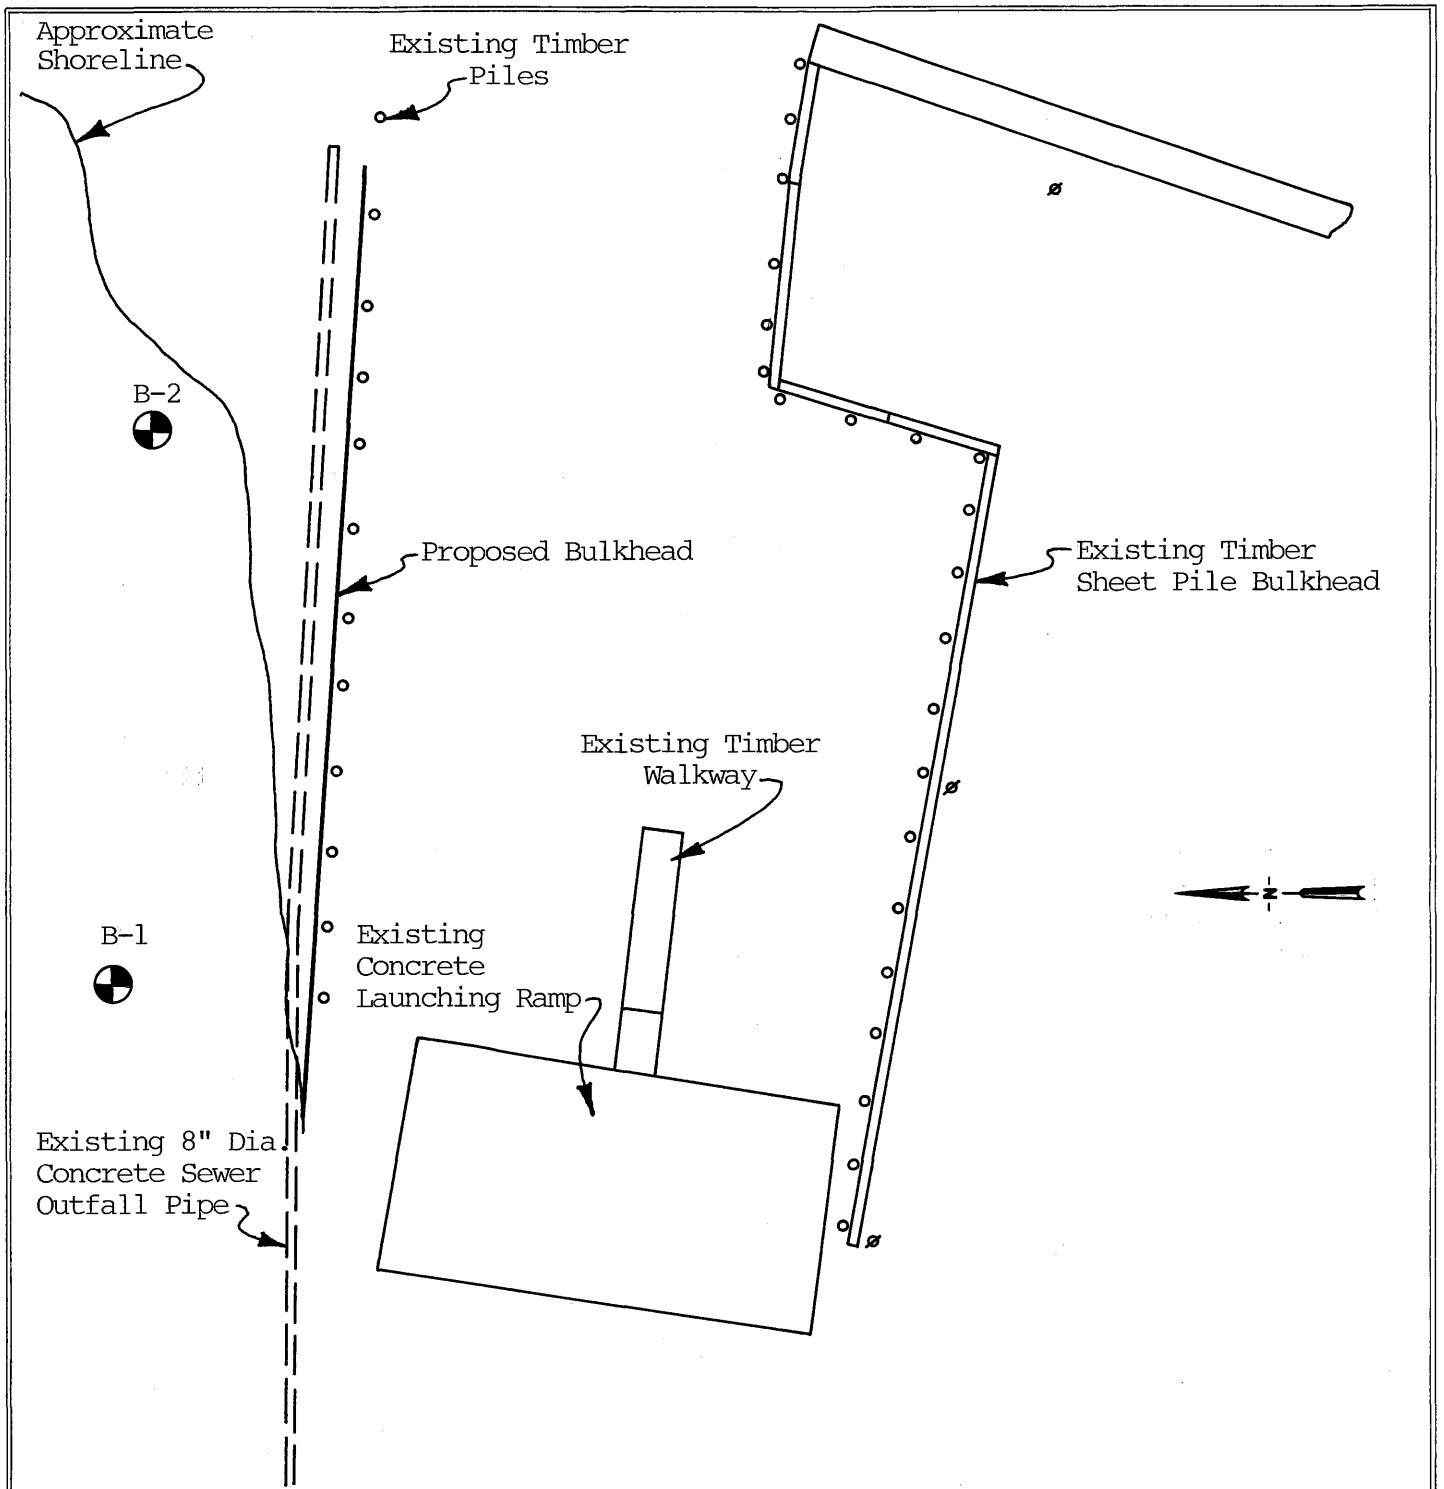 Approximate
Shoreline
Existing Timber
Piles
B-2
Proposed Bulkhead
Existing Timber
Sheet Pile Bulkhead
Existing Timber
Walkway
N
B-1
Existing
Concrete
Launching Ramp
Existing 8" Dia.
Concrete Sewer
Outfall Pipe